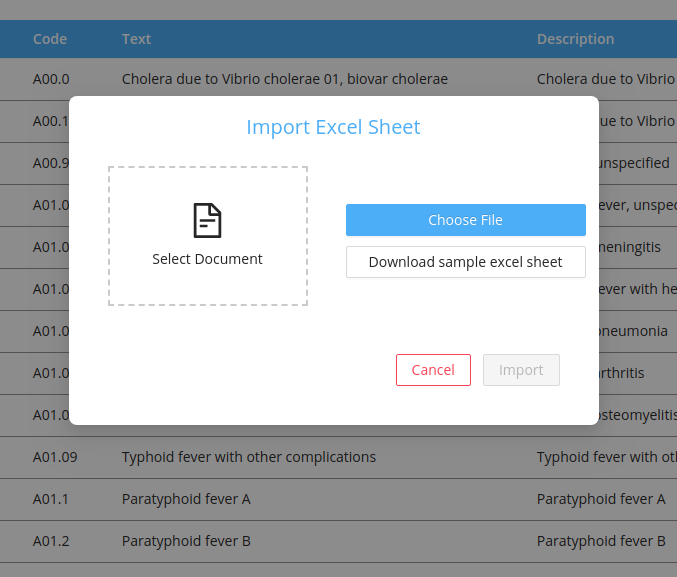 Code Text Description
A00.0 Cholera due to Vibrio cholerae 01, biovar cholerae Cholera due to Vibrio
A00.1 ue to Vibrio
Import Excel Sheet
A00.9 unspecified
A01.0 ever, unspec
Choose File
A01.0 meningitis
Select Document Download sample excel sheet
A01.0 ever with he
A01.0 pneumonia
A01.0 arthritis
Cancel Import
A01.0 osteomyelitis
A01.09 Typhoid fever with other complications Typhoid fever with ot
A01.1 Paratyphoid fever A Paratyphoid fever A
A01.2 Paratyphoid fever B Paratyphoid fever B